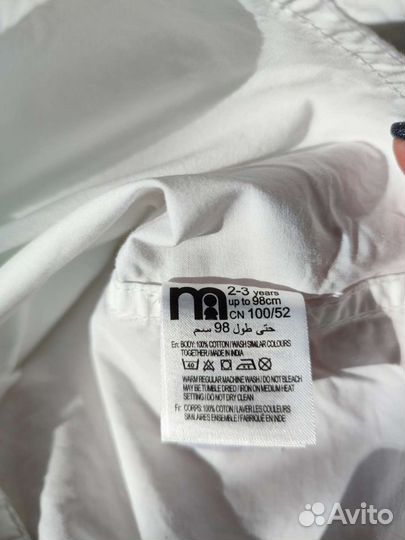 m
2-3 years
up to 98cm
CN 100/52
حتى طول 98 سم
En: BODY: 100% COTTON / WASH SIMILAR COLOURS
TOGETHER / MADE IN INDIA
40
WARM REGULAR MACHINE WASH / DO NOT BLEACH
MAY BE TUMBLE DRIED / IRON ON MEDIUM HEAT
SETTING / DO NOT DRY CLEAN
Fr: CORPS: 100% COTON / LAVER LES COULEURS
SIMILAIRES ENSEMBLE / FABRIQUÉ EN INDE
Avito